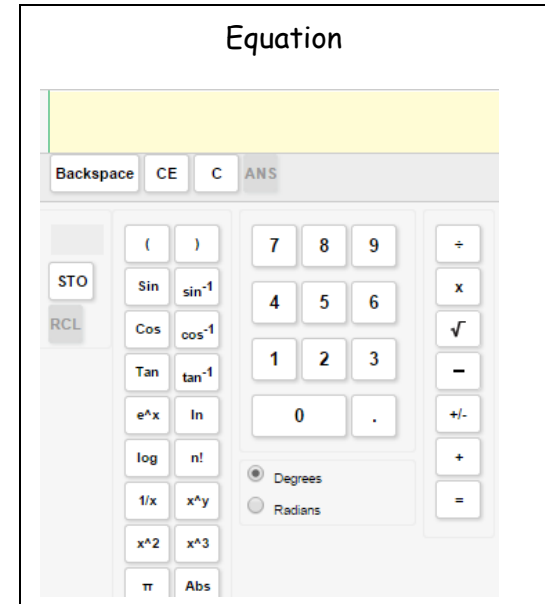 Equation
Backspace CE C ANS
( ) 7 8 9 ÷
STO Sin sin-1 4 5 6 x
RCL Cos cos-1 √
Tan tan-1 1 2 3 −
e^x ln 0 . +/-
log n! +
Degrees
1/x x^y Radians =
x^2 x^3
π Abs